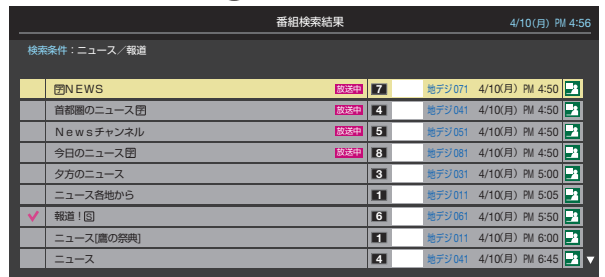 番組検索結果 4/10(月) PM 4:56
検索条件：ニュース／報道
🈑NEWS 放送中 7 地デジ071 4/10(月) PM 4:50
首都圏のニュース🈑 放送中 4 地デジ041 4/10(月) PM 4:50
Newsチャンネル 放送中 5 地デジ051 4/10(月) PM 4:50
今日のニュース🈑 放送中 8 地デジ081 4/10(月) PM 4:50
夕方のニュース 3 地デジ031 4/10(月) PM 5:00
ニュース各地から 1 地デジ011 4/10(月) PM 5:05
報道！🅂 6 地デジ061 4/10(月) PM 5:50
ニュース[鷹の祭典] 1 地デジ011 4/10(月) PM 6:00
ニュース 4 地デジ041 4/10(月) PM 6:45